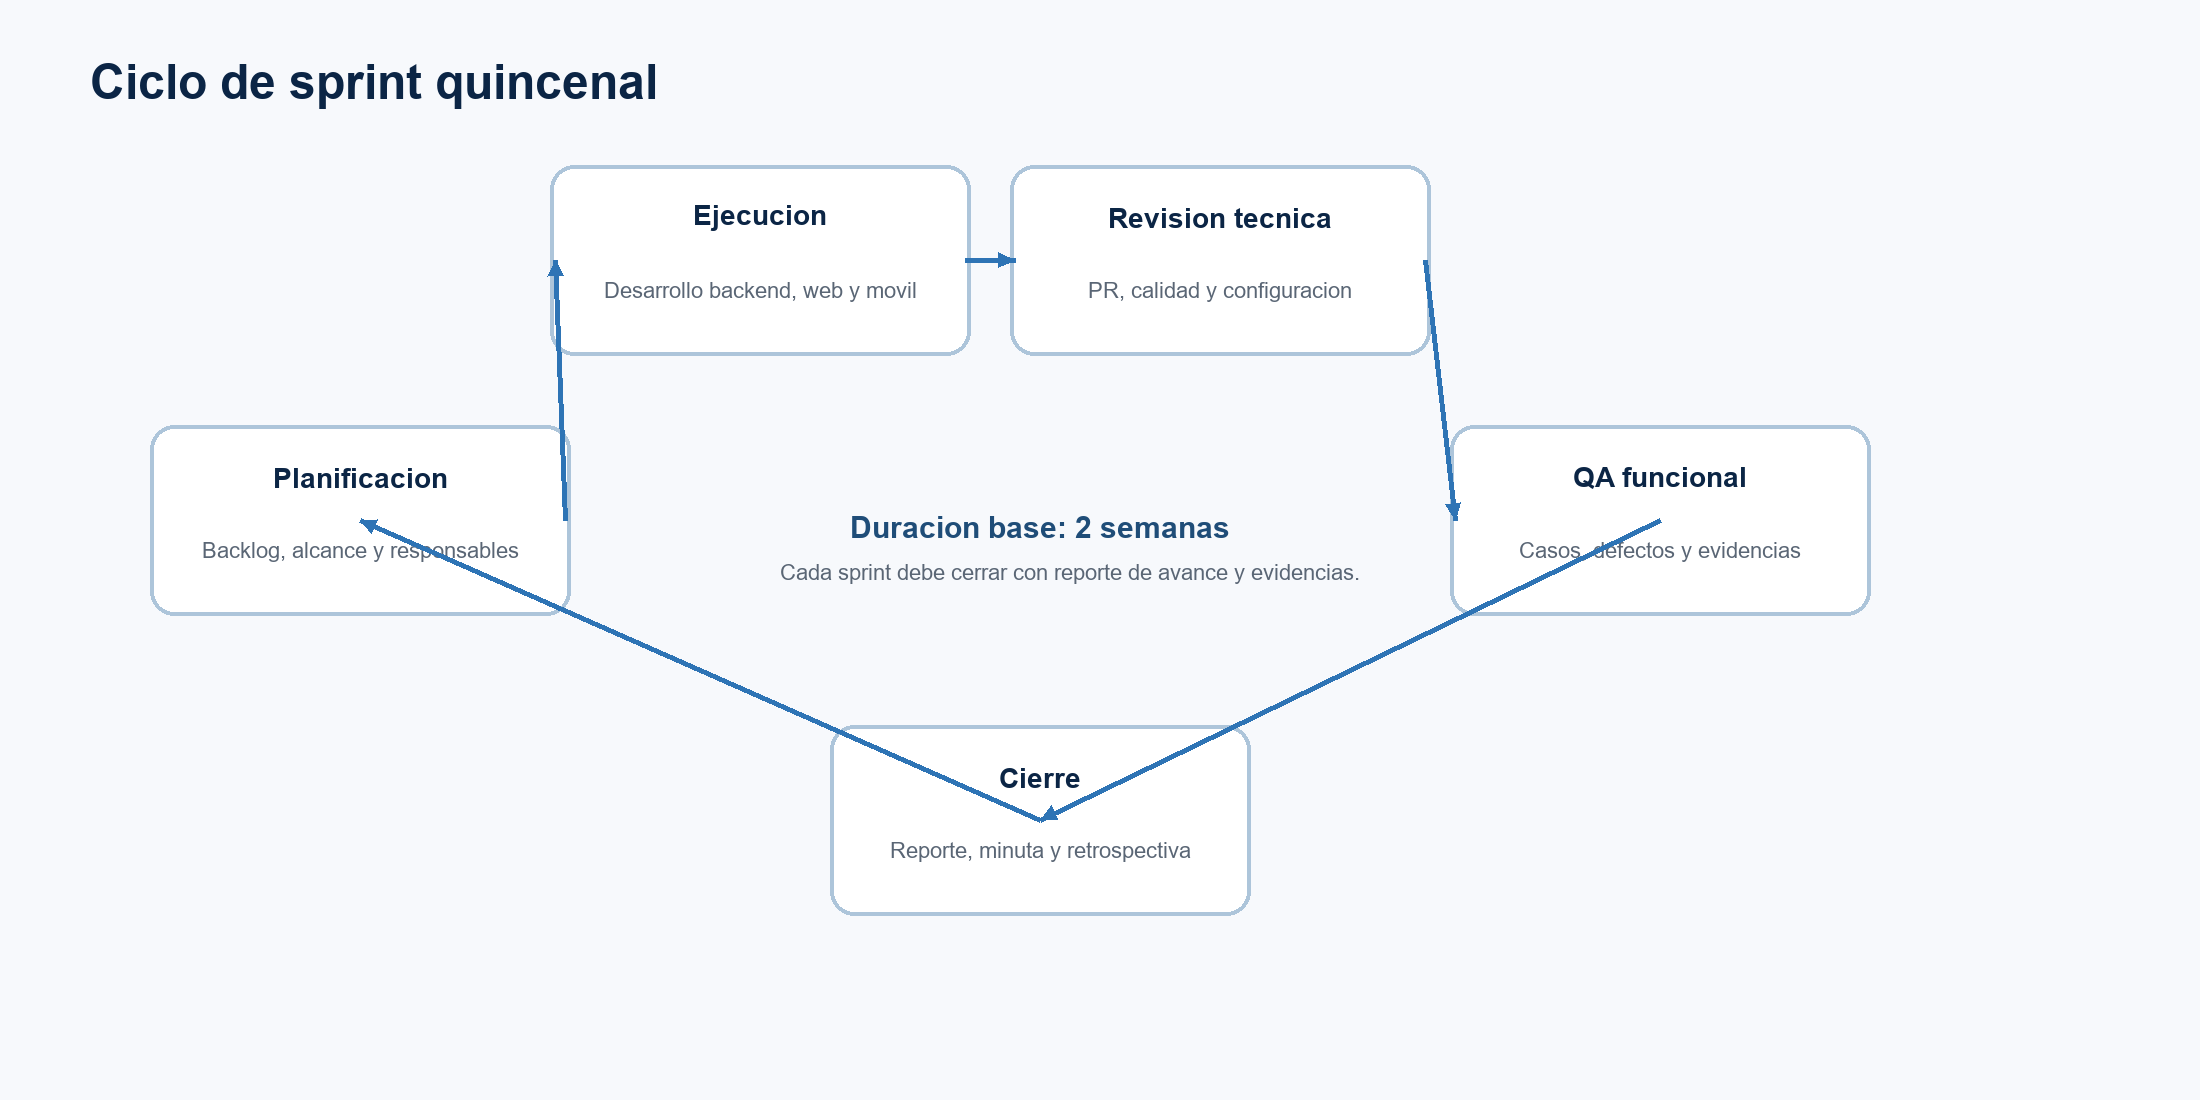 Ciclo de sprint quincenal
Ejecucion
Desarrollo backend, web y movil
Revision tecnica
PR, calidad y configuracion
Planificacion
Backlog, alcance y responsables
Duracion base: 2 semanas
Cada sprint debe cerrar con reporte de avance y evidencias.
QA funcional
Casos, defectos y evidencias
Cierre
Reporte, minuta y retrospectiva